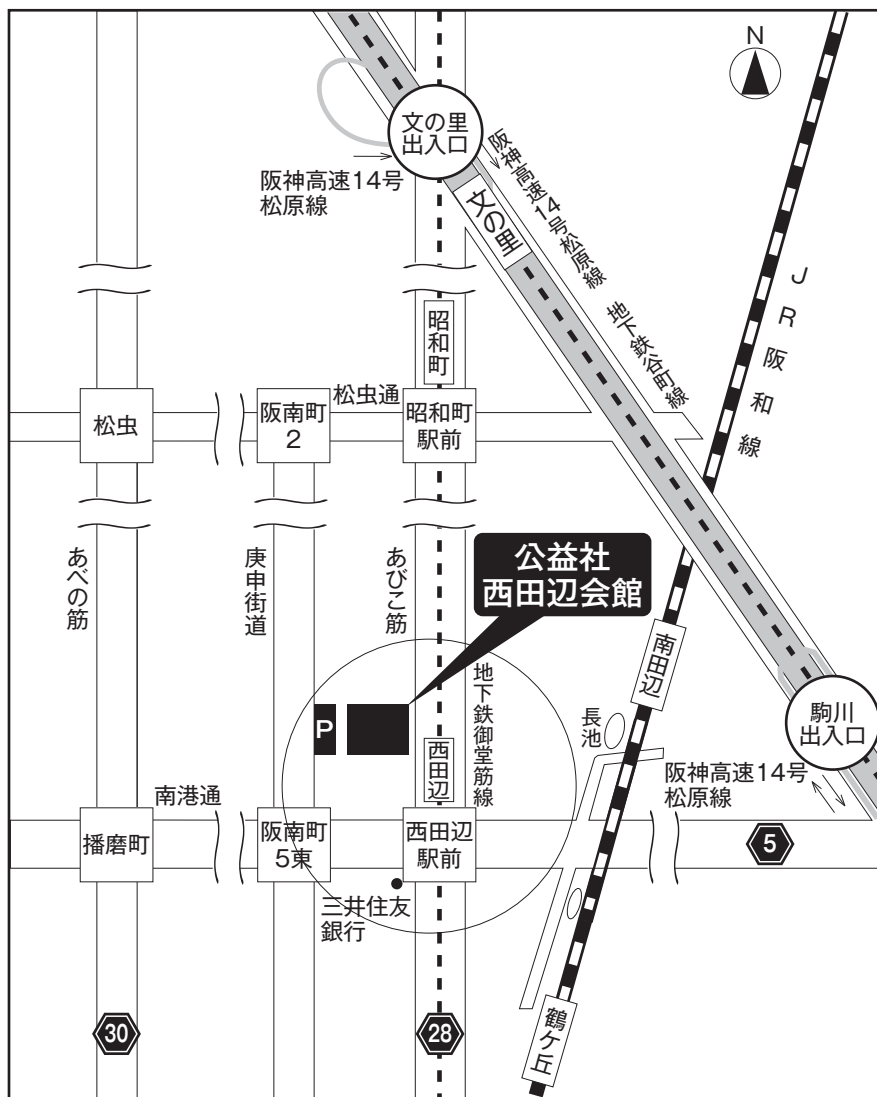 N
文の里
出入口
阪神高速14号
松原線
阪神高速14号松原線
文の里
地下鉄谷町線
JR阪和線
昭和町
松虫通
松虫
阪南町
2
昭和町
駅前
あべの筋
庚申街道
あびこ筋
公益社
西田辺会館
南田辺
P
西田辺
地下鉄御堂筋線
長池
駒川
出入口
阪神高速14号
松原線
南港通
播磨町
阪南町
5東
西田辺
駅前
5
三井住友
銀行
30
28
鶴ケ丘